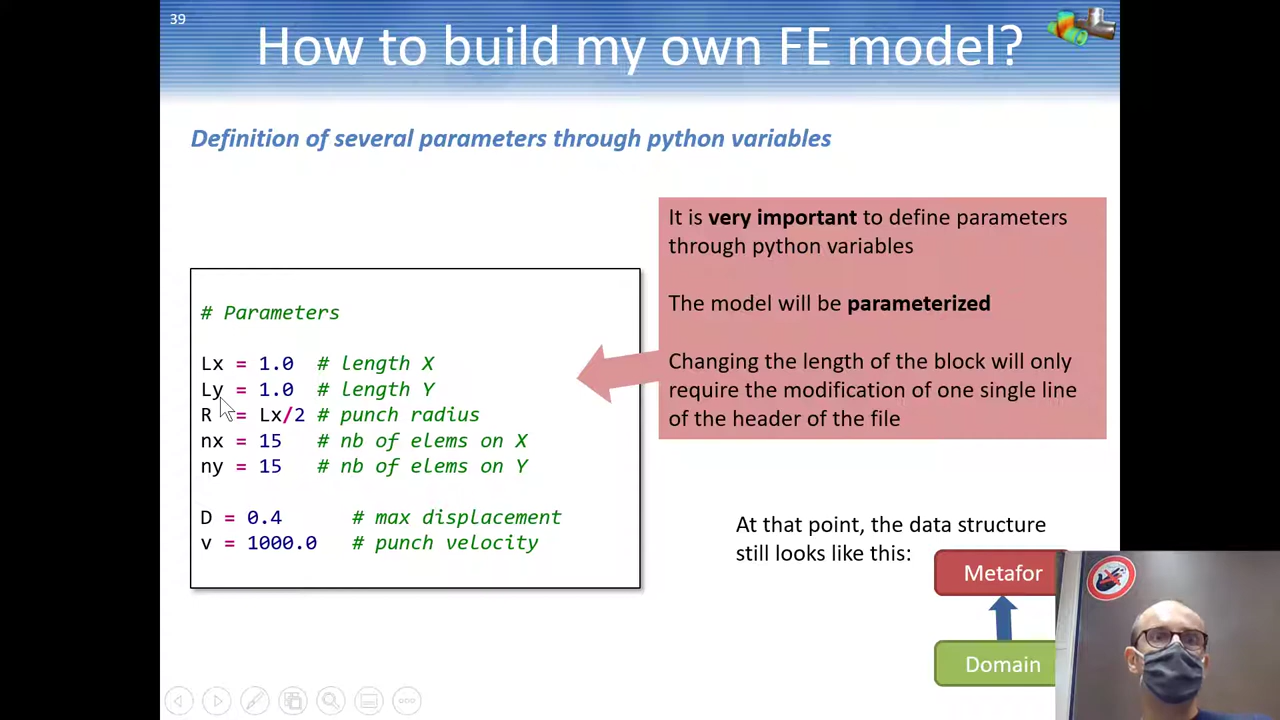 39
How to build my own FE model?
Definition of several parameters through python variables
It is very important to define parameters
through python variables
The model will be parameterized
Changing the length of the block will only
require the modification of one single line
of the header of the file
# Parameters
Lx = 1.0 # length X
Ly = 1.0 # length Y
R = Lx/2 # punch radius
nx = 15 # nb of elems on X
ny = 15 # nb of elems on Y
D = 0.4 # max displacement
v = 1000.0 # punch velocity
At that point, the data structure
still looks like this:
Metafor
Domain